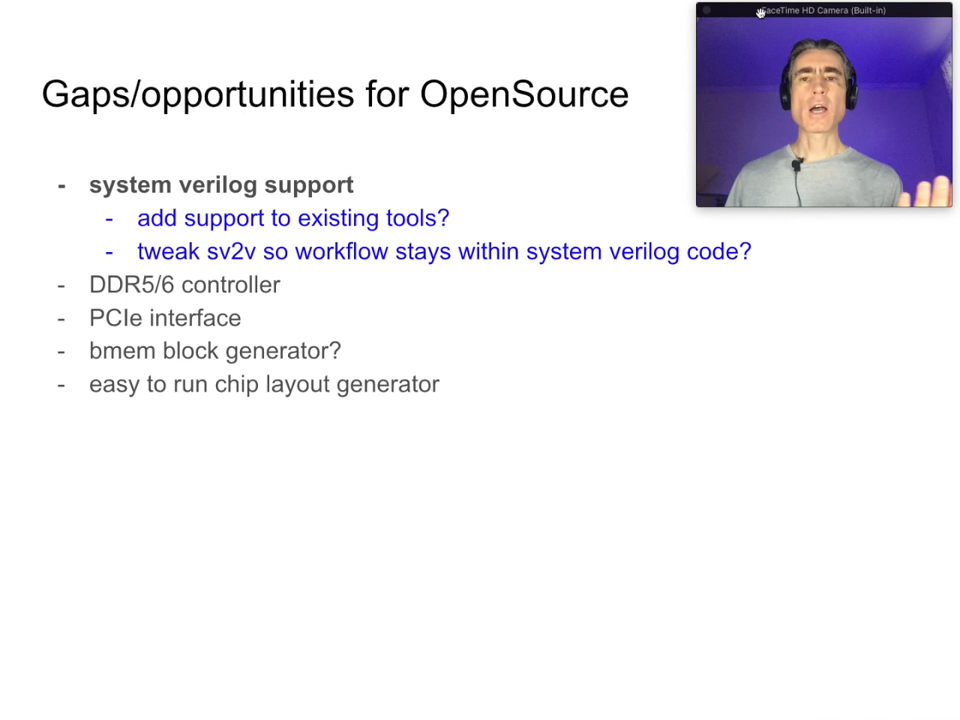 FaceTime HD Camera (Built-in)
Gaps/opportunities for OpenSource
- system verilog support
- add support to existing tools?
- tweak sv2v so workflow stays within system verilog code?
- DDR5/6 controller
- PCIe interface
- bmem block generator?
- easy to run chip layout generator